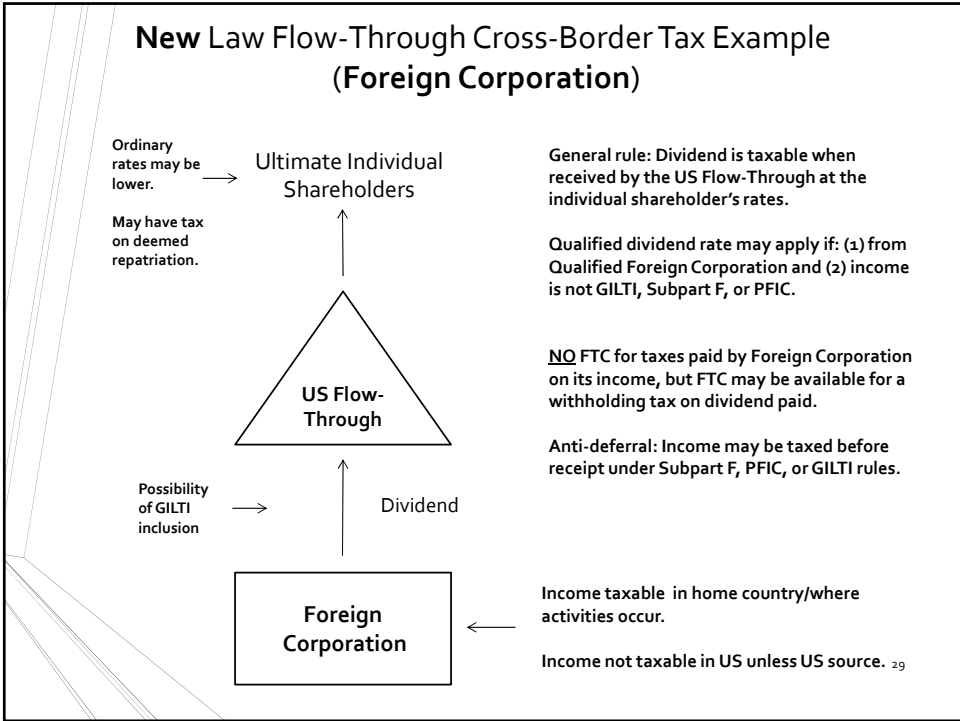 New Law Flow-Through Cross-Border Tax Example
(Foreign Corporation)
Ordinary
rates may be
lower.
May have tax
on deemed
repatriation.
Ultimate Individual
Shareholders
General rule: Dividend is taxable when
received by the US Flow-Through at the
individual shareholder's rates.
Qualified dividend rate may apply if: (1) from
Qualified Foreign Corporation and (2) income
is not GILTI, Subpart F, or PFIC.
US Flow-
Through
NO FTC for taxes paid by Foreign Corporation
on its income, but FTC may be available for a
withholding tax on dividend paid.
Anti-deferral: Income may be taxed before
receipt under Subpart F, PFIC, or GILTI rules.
Possibility
of GILTI
inclusion
Dividend
Foreign
Corporation
Income taxable in home country/where
activities occur.
Income not taxable in US unless US source. 29